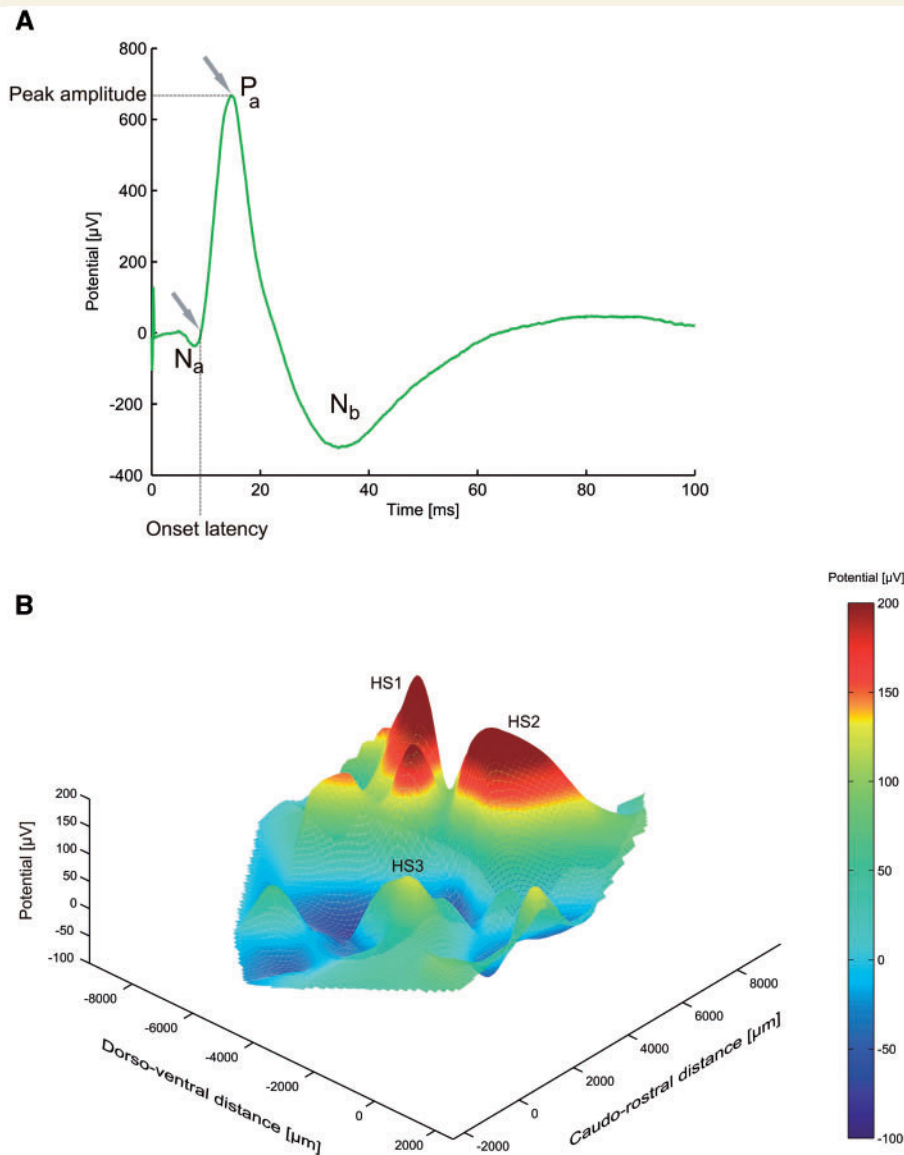 A
800
Peak amplitude
Pa
600
400
Potential [µV]
200
0
Na
Nb
-200
-400
0
20
40
60
80
100
Time [ms]
Onset latency
B
Potential [µV]
200
150
100
50
0
-50
-100
HS1
HS2
HS3
200
150
100
50
0
-50
-100
Potential [µV]
-8000
-6000
-4000
-2000
0
2000
Dorso-ventral distance [µm]
-2000
0
2000
4000
6000
8000
Caudo-rostral distance [µm]